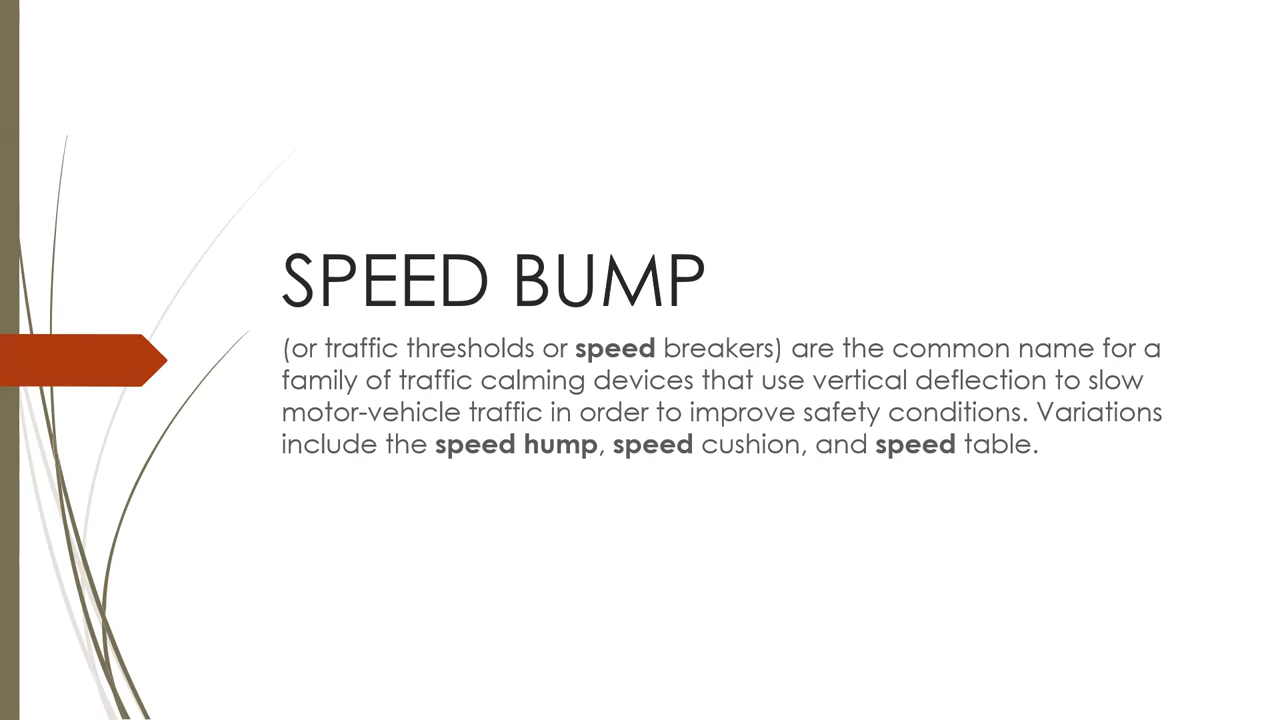 SPEED BUMP
(or traffic thresholds or speed breakers) are the common name for a
family of traffic calming devices that use vertical deflection to slow
motor-vehicle traffic in order to improve safety conditions. Variations
include the speed hump, speed cushion, and speed table.